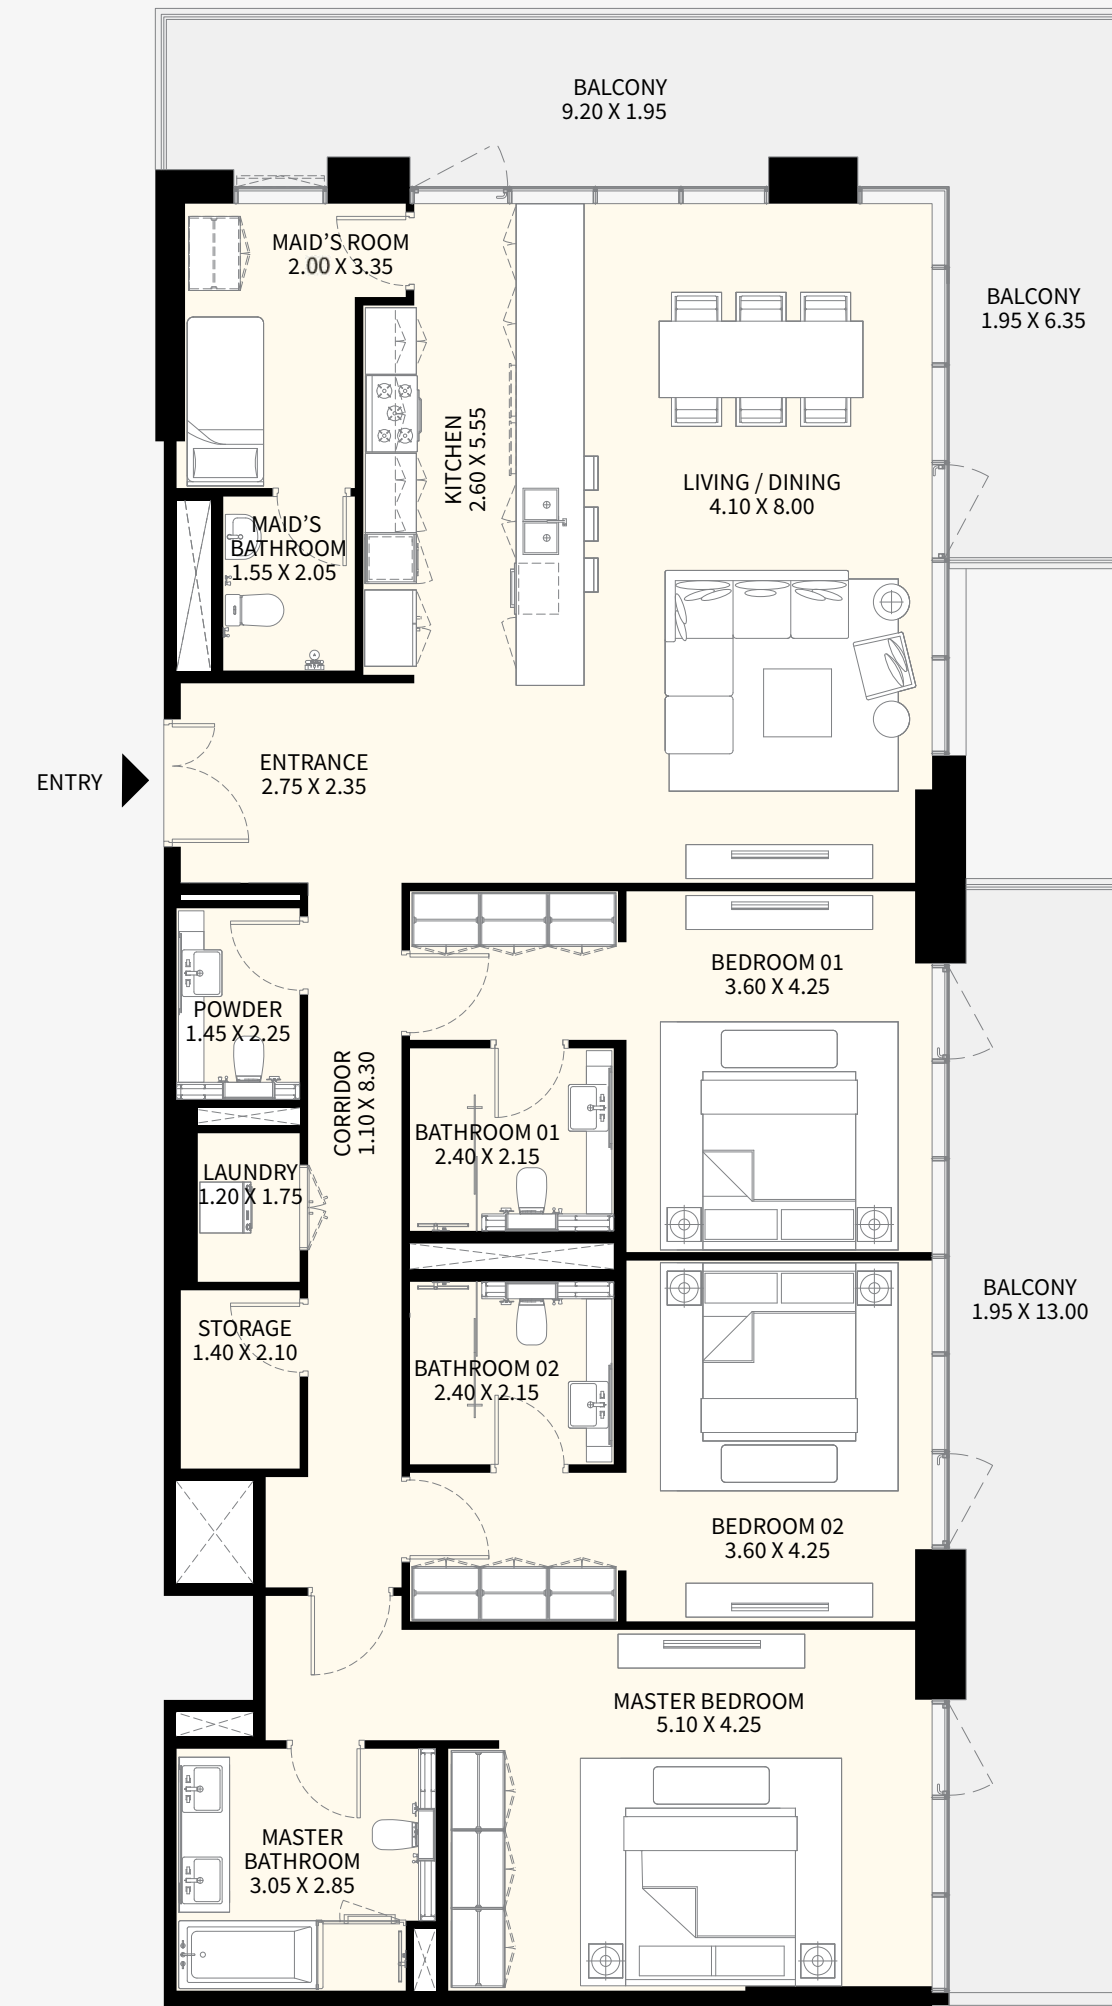 BALCONY
9.20 X 1.95
MAID’S ROOM
2.00 X 3.35
BALCONY
1.95 X 6.35
KITCHEN
2.60 X 5.55
LIVING / DINING
4.10 X 8.00
MAID’S
BATHROOM
1.55 X 2.05
ENTRY
ENTRANCE
2.75 X 2.35
BEDROOM 01
3.60 X 4.25
POWDER
1.45 X 2.25
CORRIDOR
1.10 X 8.30
BATHROOM 01
2.40 X 2.15
LAUNDRY
1.20 X 1.75
BALCONY
1.95 X 13.00
STORAGE
1.40 X 2.10
BATHROOM 02
2.40 X 2.15
BEDROOM 02
3.60 X 4.25
MASTER BEDROOM
5.10 X 4.25
MASTER
BATHROOM
3.05 X 2.85